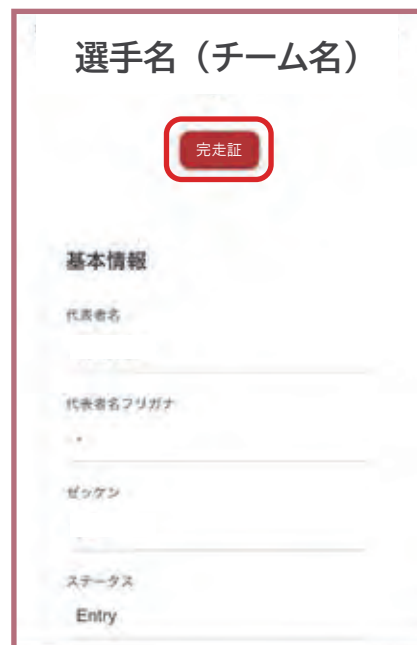 選手名（チーム名）
完走証
基本情報
代表者名
代表者名フリガナ
ゼッケン
ステータス
Entry